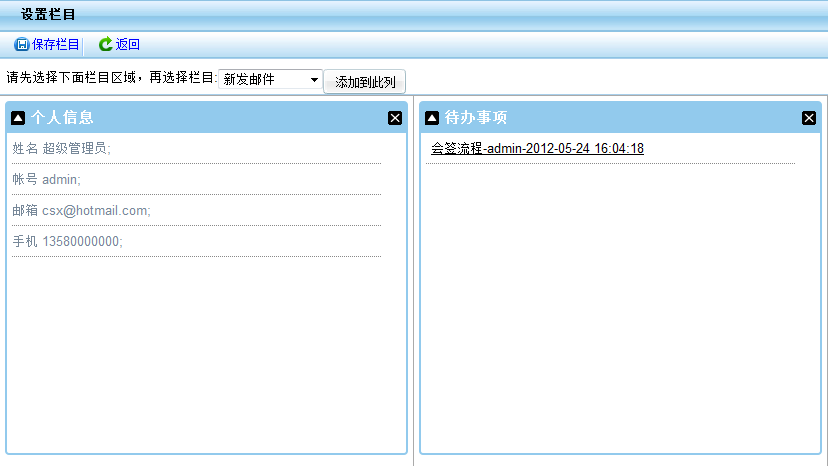 设置栏目
保存栏目 返回
请先选择下面栏目区域，再选择栏目: 新发邮件 添加到此列
个人信息
姓名 超级管理员;
帐号 admin;
邮箱 csx@hotmail.com;
手机 13580000000;
待办事项
会签流程-admin-2012-05-24 16:04:18